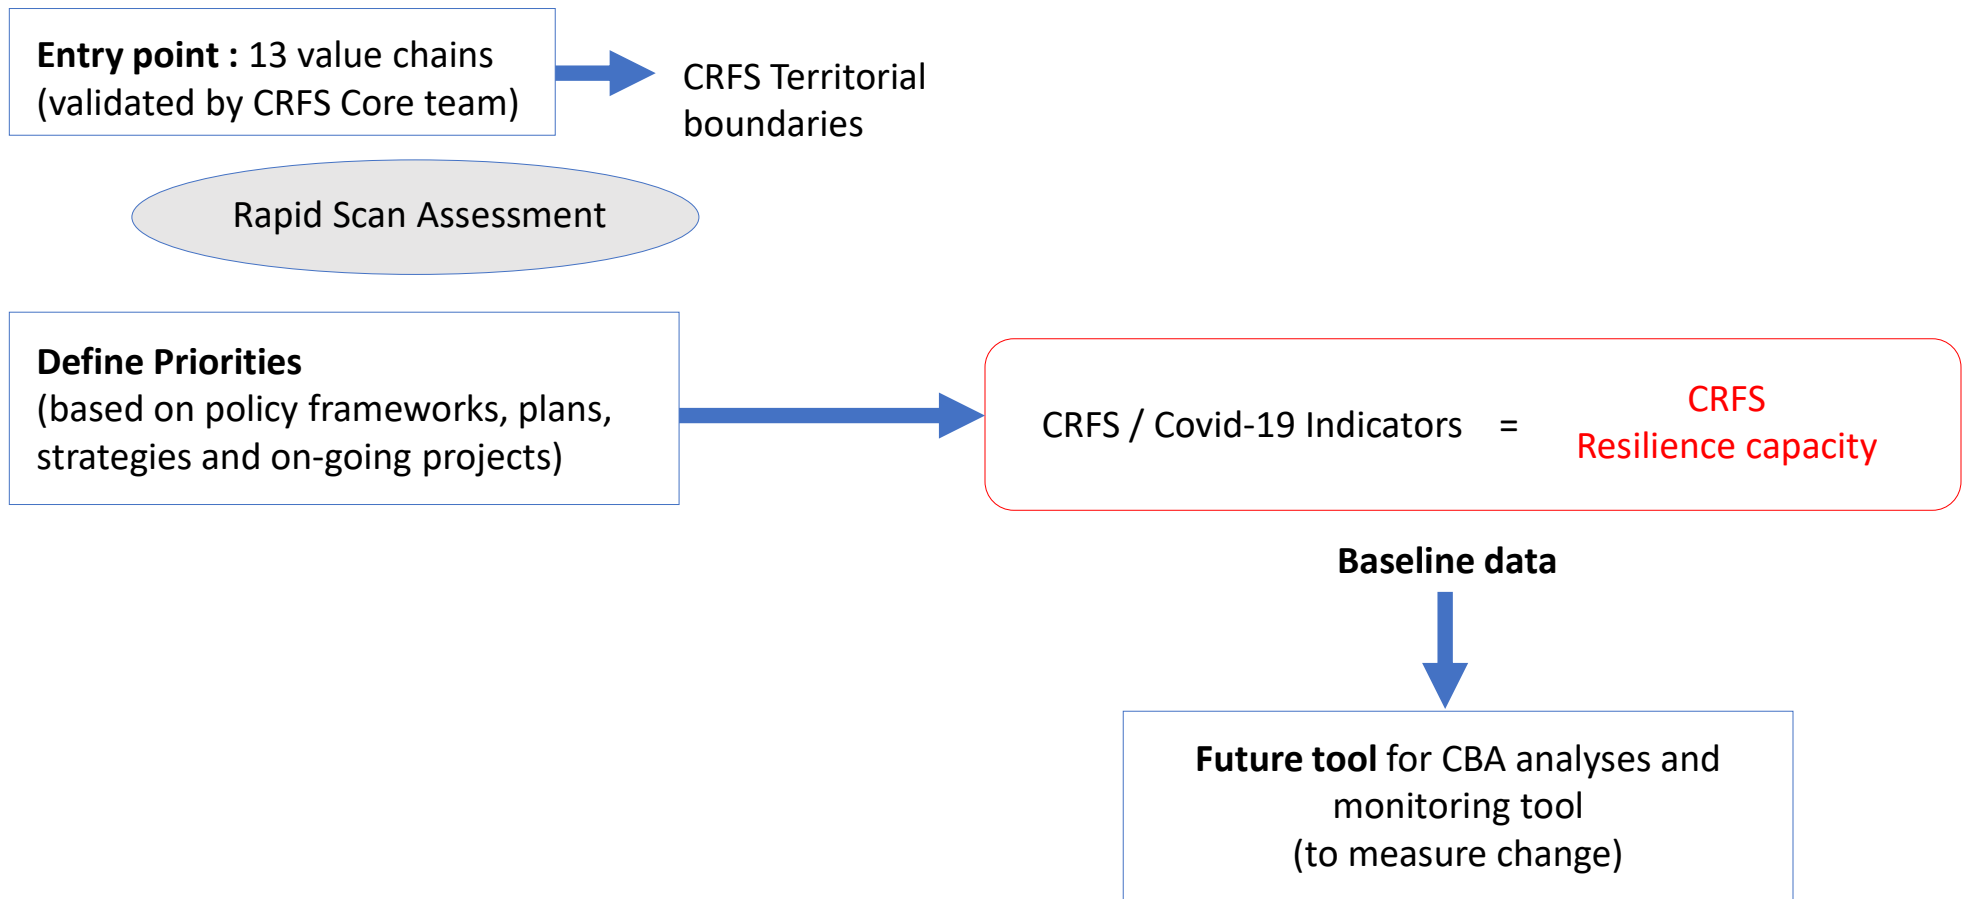 Entry point : 13 value chains
(validated by CRFS Core team)
CRFS Territorial
boundaries
Rapid Scan Assessment
Define Priorities
(based on policy frameworks, plans,
strategies and on-going projects)
CRFS / Covid-19 Indicators =
CRFS
Resilience capacity
Baseline data
Future tool for CBA analyses and
monitoring tool
(to measure change)